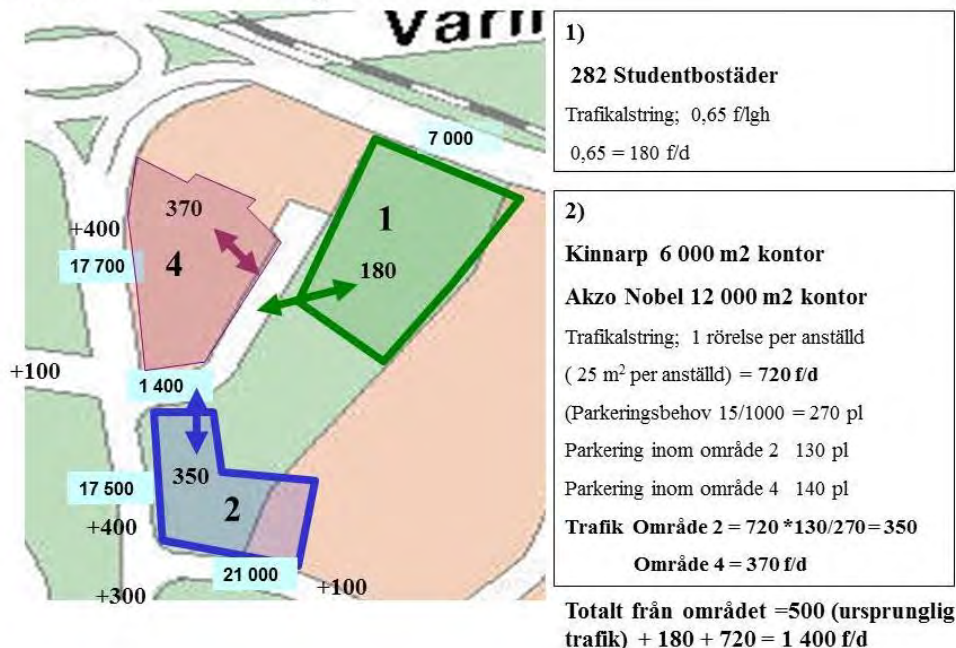 Varm
7 000
1
370
+400
17 700
4
180
+100
1 400
350
2
17 500
+400
21 000
+100
+300
1)
282 Studentbostäder
Trafikalstring; 0,65 f/lgh
0,65 = 180 f/d
2)
Kinnarp 6 000 m2 kontor
Akzo Nobel 12 000 m2 kontor
Trafikalstring; 1 rörelse per anställd
( 25 m² per anställd) = 720 f/d
(Parkeringsbehov 15/1000 = 270 pl
Parkering inom område 2 130 pl
Parkering inom område 4 140 pl
Trafik Område 2 = 720 *130/270=350
Område 4 = 370 f/d
Totalt från området =500 (ursprunglig
trafik) + 180 + 720 = 1 400 f/d